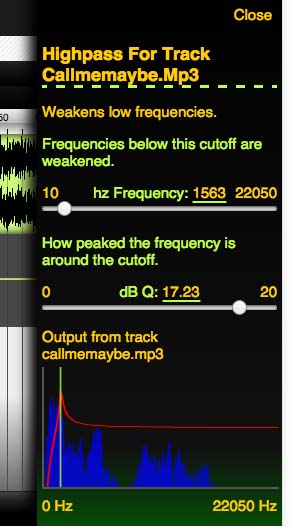 Close
Highpass For Track
Callmemaybe.Mp3
Weakens low frequencies.
Frequencies below this cutoff are
weakened.
10 hz Frequency: 1563 22050
How peaked the frequency is
around the cutoff.
0 dB Q: 17.23 20
Output from track
callmemaybe.mp3
0 Hz 22050 Hz